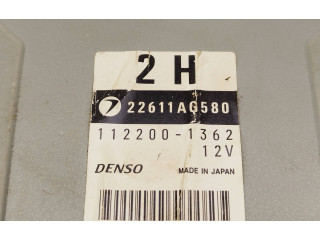 2 H
22611AG580
112200-1362
12V
DENSO
MADE IN JAPAN